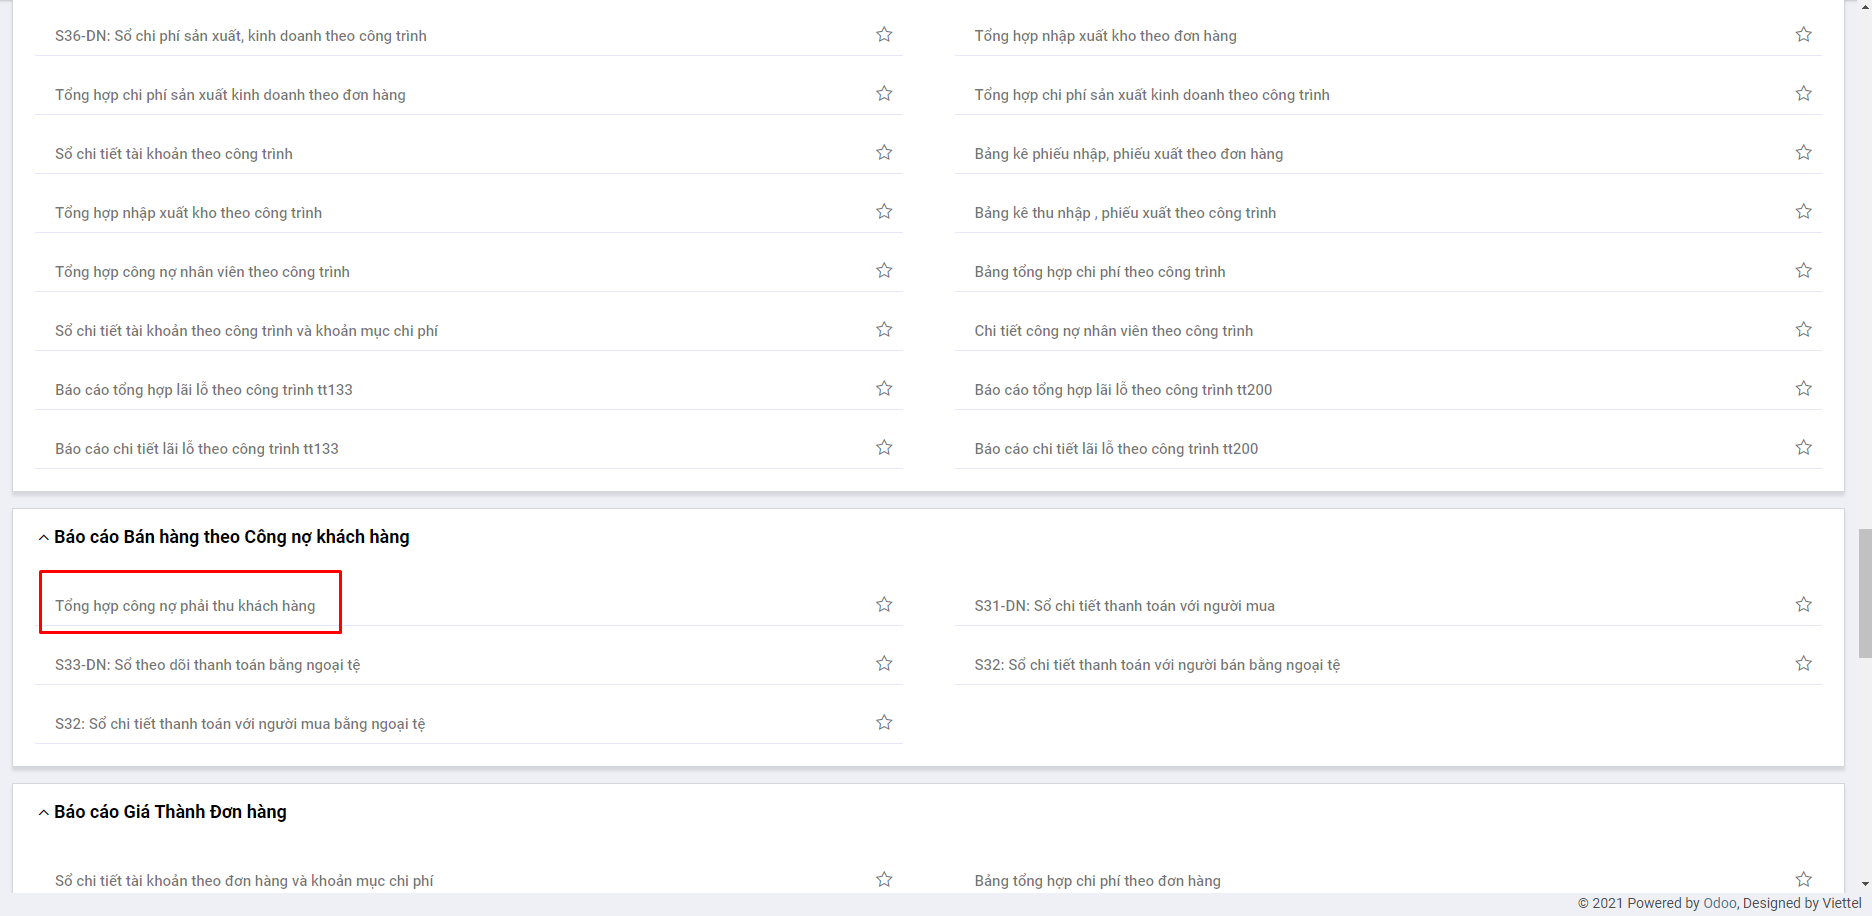 S36-DN: Sổ chi phí sản xuất, kinh doanh theo công trình
Tổng hợp nhập xuất kho theo đơn hàng
Tổng hợp chi phí sản xuất kinh doanh theo đơn hàng
Tổng hợp chi phí sản xuất kinh doanh theo công trình
Sổ chi tiết tài khoản theo công trình
Bảng kê phiếu nhập, phiếu xuất theo đơn hàng
Tổng hợp nhập xuất kho theo công trình
Bảng kê thu nhập , phiếu xuất theo công trình
Tổng hợp công nợ nhân viên theo công trình
Bảng tổng hợp chi phí theo công trình
Sổ chi tiết tài khoản theo công trình và khoản mục chi phí
Chi tiết công nợ nhân viên theo công trình
Báo cáo tổng hợp lãi lỗ theo công trình tt133
Báo cáo tổng hợp lãi lỗ theo công trình tt200
Báo cáo chi tiết lãi lỗ theo công trình tt133
Báo cáo chi tiết lãi lỗ theo công trình tt200
Báo cáo Bán hàng theo Công nợ khách hàng
Tổng hợp công nợ phải thu khách hàng
S31-DN: Sổ chi tiết thanh toán với người mua
S33-DN: Sổ theo dõi thanh toán bằng ngoại tệ
S32: Sổ chi tiết thanh toán với người bán bằng ngoại tệ
S32: Sổ chi tiết thanh toán với người mua bằng ngoại tệ
Báo cáo Giá Thành Đơn hàng
Sổ chi tiết tài khoản theo đơn hàng và khoản mục chi phí
Bảng tổng hợp chi phí theo đơn hàng
© 2021 Powered by Odoo, Designed by Viettel